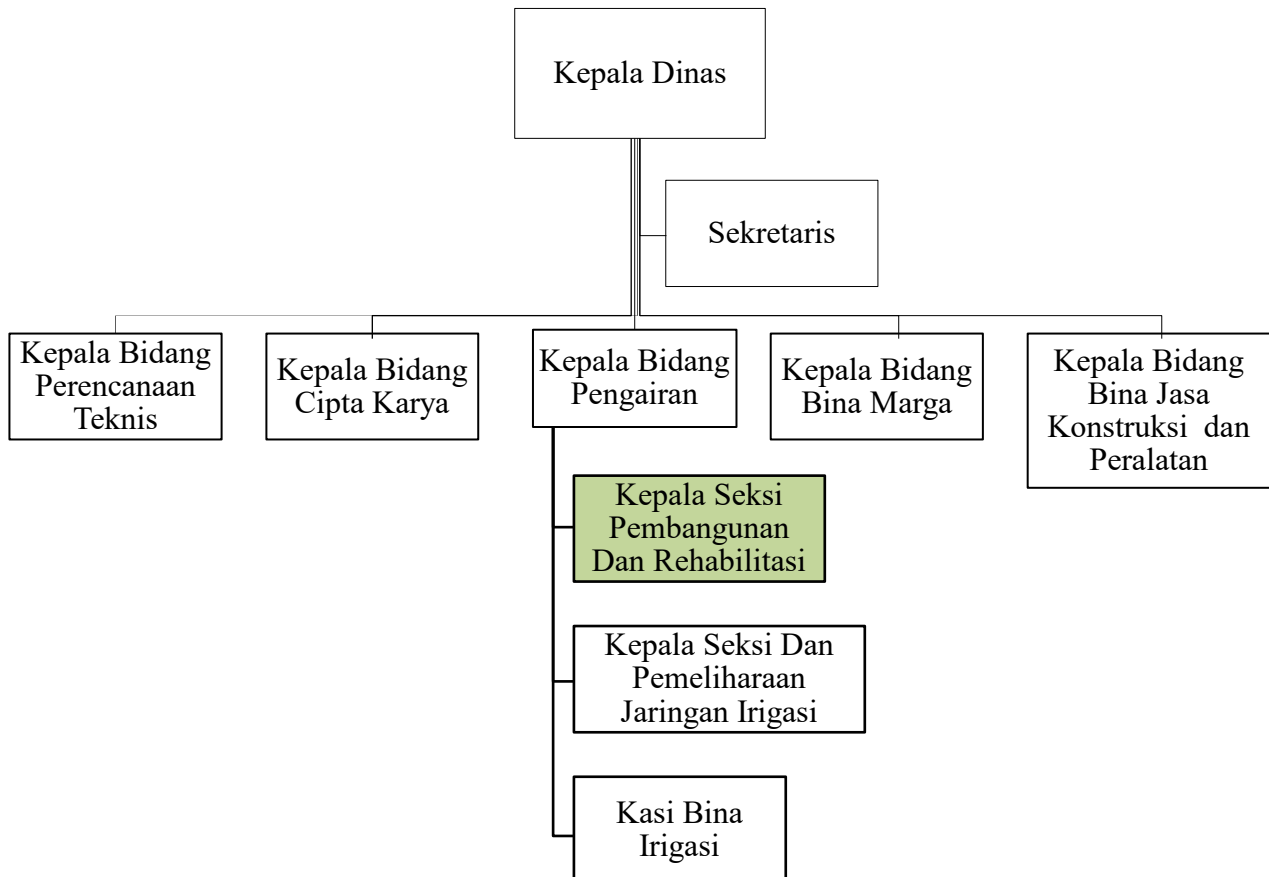 Kepala Dinas
Sekretaris
Kepala Bidang
Perencanaan
Teknis
Kepala Bidang
Cipta Karya
Kepala Bidang
Pengairan
Kepala Bidang
Bina Marga
Kepala Bidang
Bina Jasa
Konstruksi dan
Peralatan
Kepala Seksi
Pembangunan
Dan Rehabilitasi
Kepala Seksi Dan
Pemeliharaan
Jaringan Irigasi
Kasi Bina
Irigasi